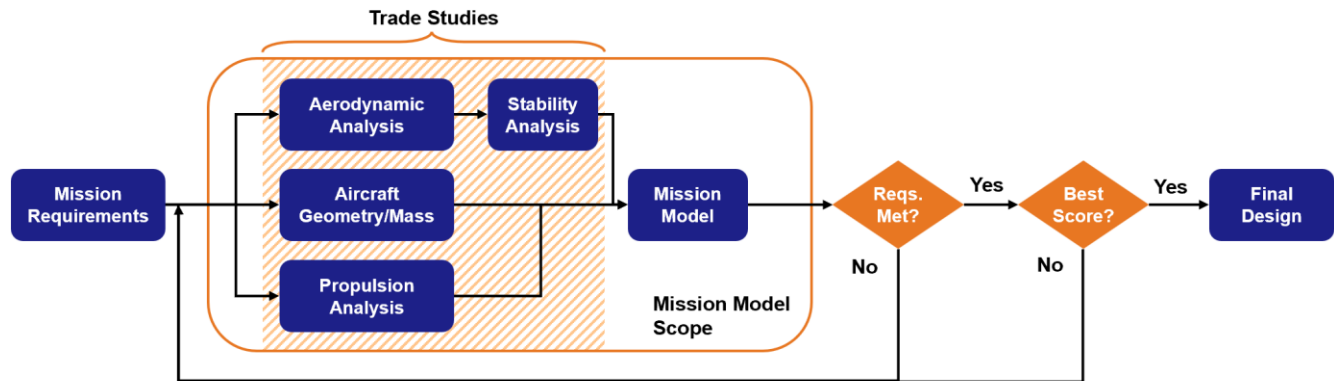 Trade Studies
Aerodynamic
Analysis
Stability
Analysis
Mission
Requirements
Aircraft
Geometry/Mass
Mission
Model
Reqs.
Met?
Yes
Best
Score?
Yes
Final
Design
No
No
Propulsion
Analysis
Mission Model
Scope